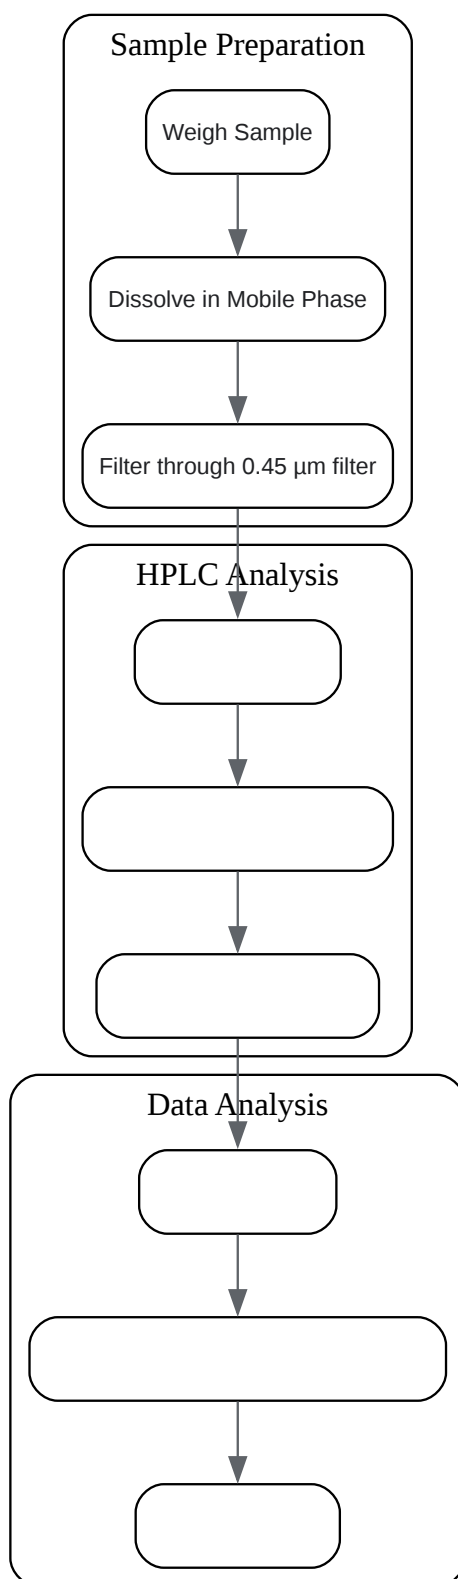 Sample Preparation
Weigh Sample
Dissolve in Mobile Phase
Filter through 0.45 µm filter
HPLC Analysis
Data Analysis